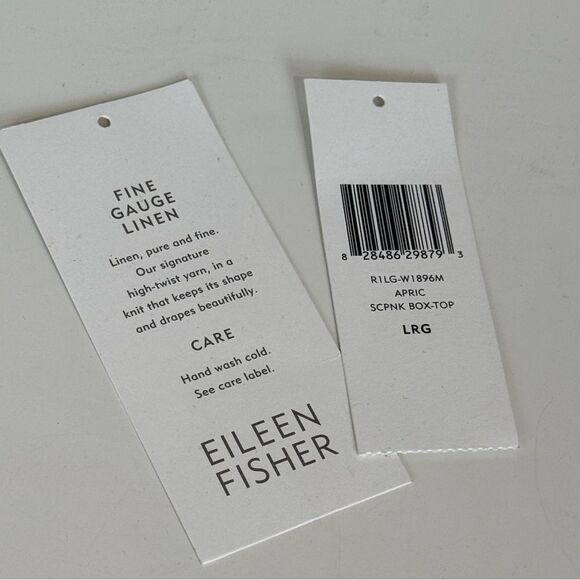 FINE
GAUGE
LINEN
Linen, pure and fine.
Our signature
high-twist yarn, in a
knit that keeps its shape
and drapes beautifully.
CARE
Hand wash cold.
See care label.
EILEEN
FISHER
8 28486 29879 3
R1LG-W1896M
APRIC
SCPNK BOX-TOP
LRG